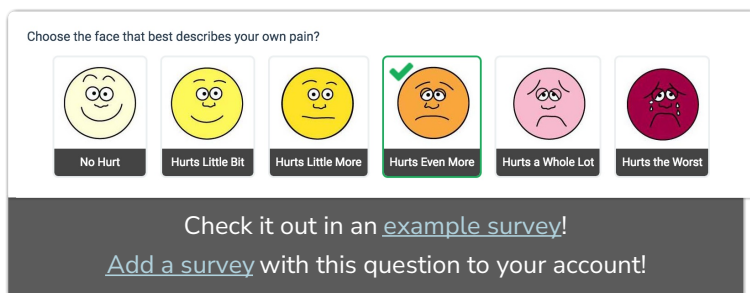 Choose the face that best describes your own pain?
No Hurt Hurts Little Bit Hurts Little More Hurts Even More Hurts a Whole Lot Hurts the Worst
Check it out in an example survey!
Add a survey with this question to your account!